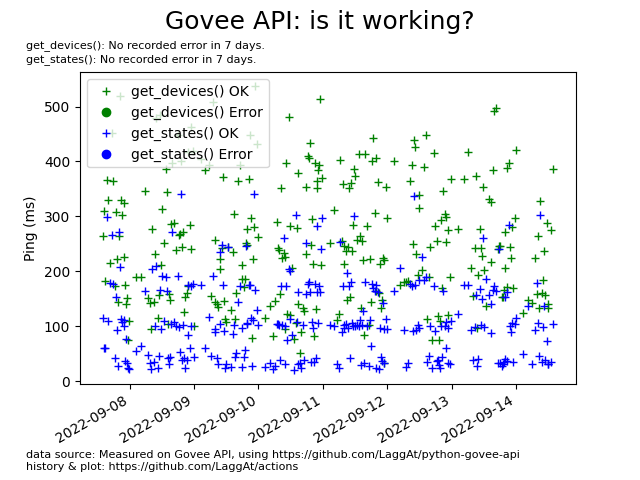 Govee API: is it working?
get_devices(): No recorded error in 7 days.
get_states(): No recorded error in 7 days.
get_devices() OK
get_devices() Error
get_states() OK
get_states() Error
Ping (ms)
500
400
300
200
100
0
2022-09-08
2022-09-09
2022-09-10
2022-09-11
2022-09-12
2022-09-13
2022-09-14
data source: Measured on Govee API, using https://github.com/LaggAt/python-govee-api
history & plot: https://github.com/LaggAt/actions